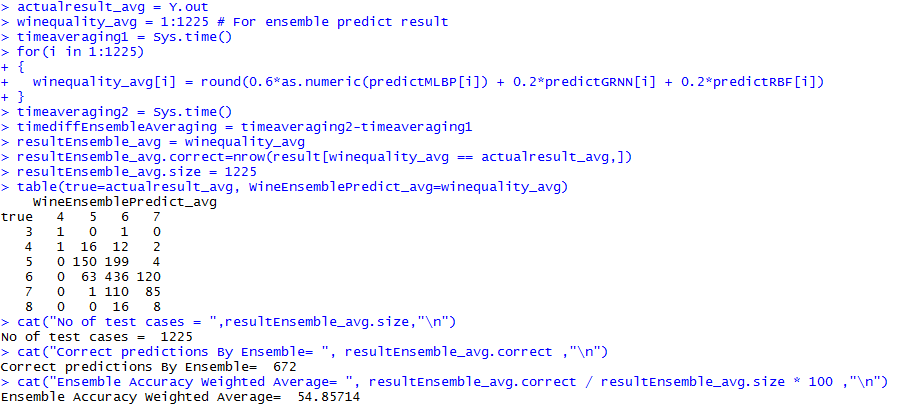 > actualresult_avg = Y.out
> winequality_avg = 1:1225 # For ensemble predict result
> timeaveraging1 = Sys.time()
> for(i in 1:1225)
+ {
+   winequality_avg[i] = round(0.6*as.numeric(predictMLBP[i]) + 0.2*predictGRNN[i] + 0.2*predictRBF[i])
+ }
> timeaveraging2 = Sys.time()
> timediffEnsembleAveraging = timeaveraging2-timeaveraging1
> resultEnsemble_avg = winequality_avg
> resultEnsemble_avg.correct=nrow(result[winequality_avg == actualresult_avg,])
> resultEnsemble_avg.size = 1225
> table(true=actualresult_avg, WineEnsemblePredict_avg=winequality_avg)
    WineEnsemblePredict_avg
true   4   5   6   7
   3   1   0   1   0
   4   1  16  12   2
   5   0 150 199   4
   6   0  63 436 120
   7   0   1 110  85
   8   0   0  16   8
> cat("No of test cases = ",resultEnsemble_avg.size,"\n")
No of test cases =  1225
> cat("Correct predictions By Ensemble= ", resultEnsemble_avg.correct ,"\n")
Correct predictions By Ensemble=  672
> cat("Ensemble Accuracy Weighted Average= ", resultEnsemble_avg.correct / resultEnsemble_avg.size * 100 ,"\n")
Ensemble Accuracy Weighted Average=  54.85714